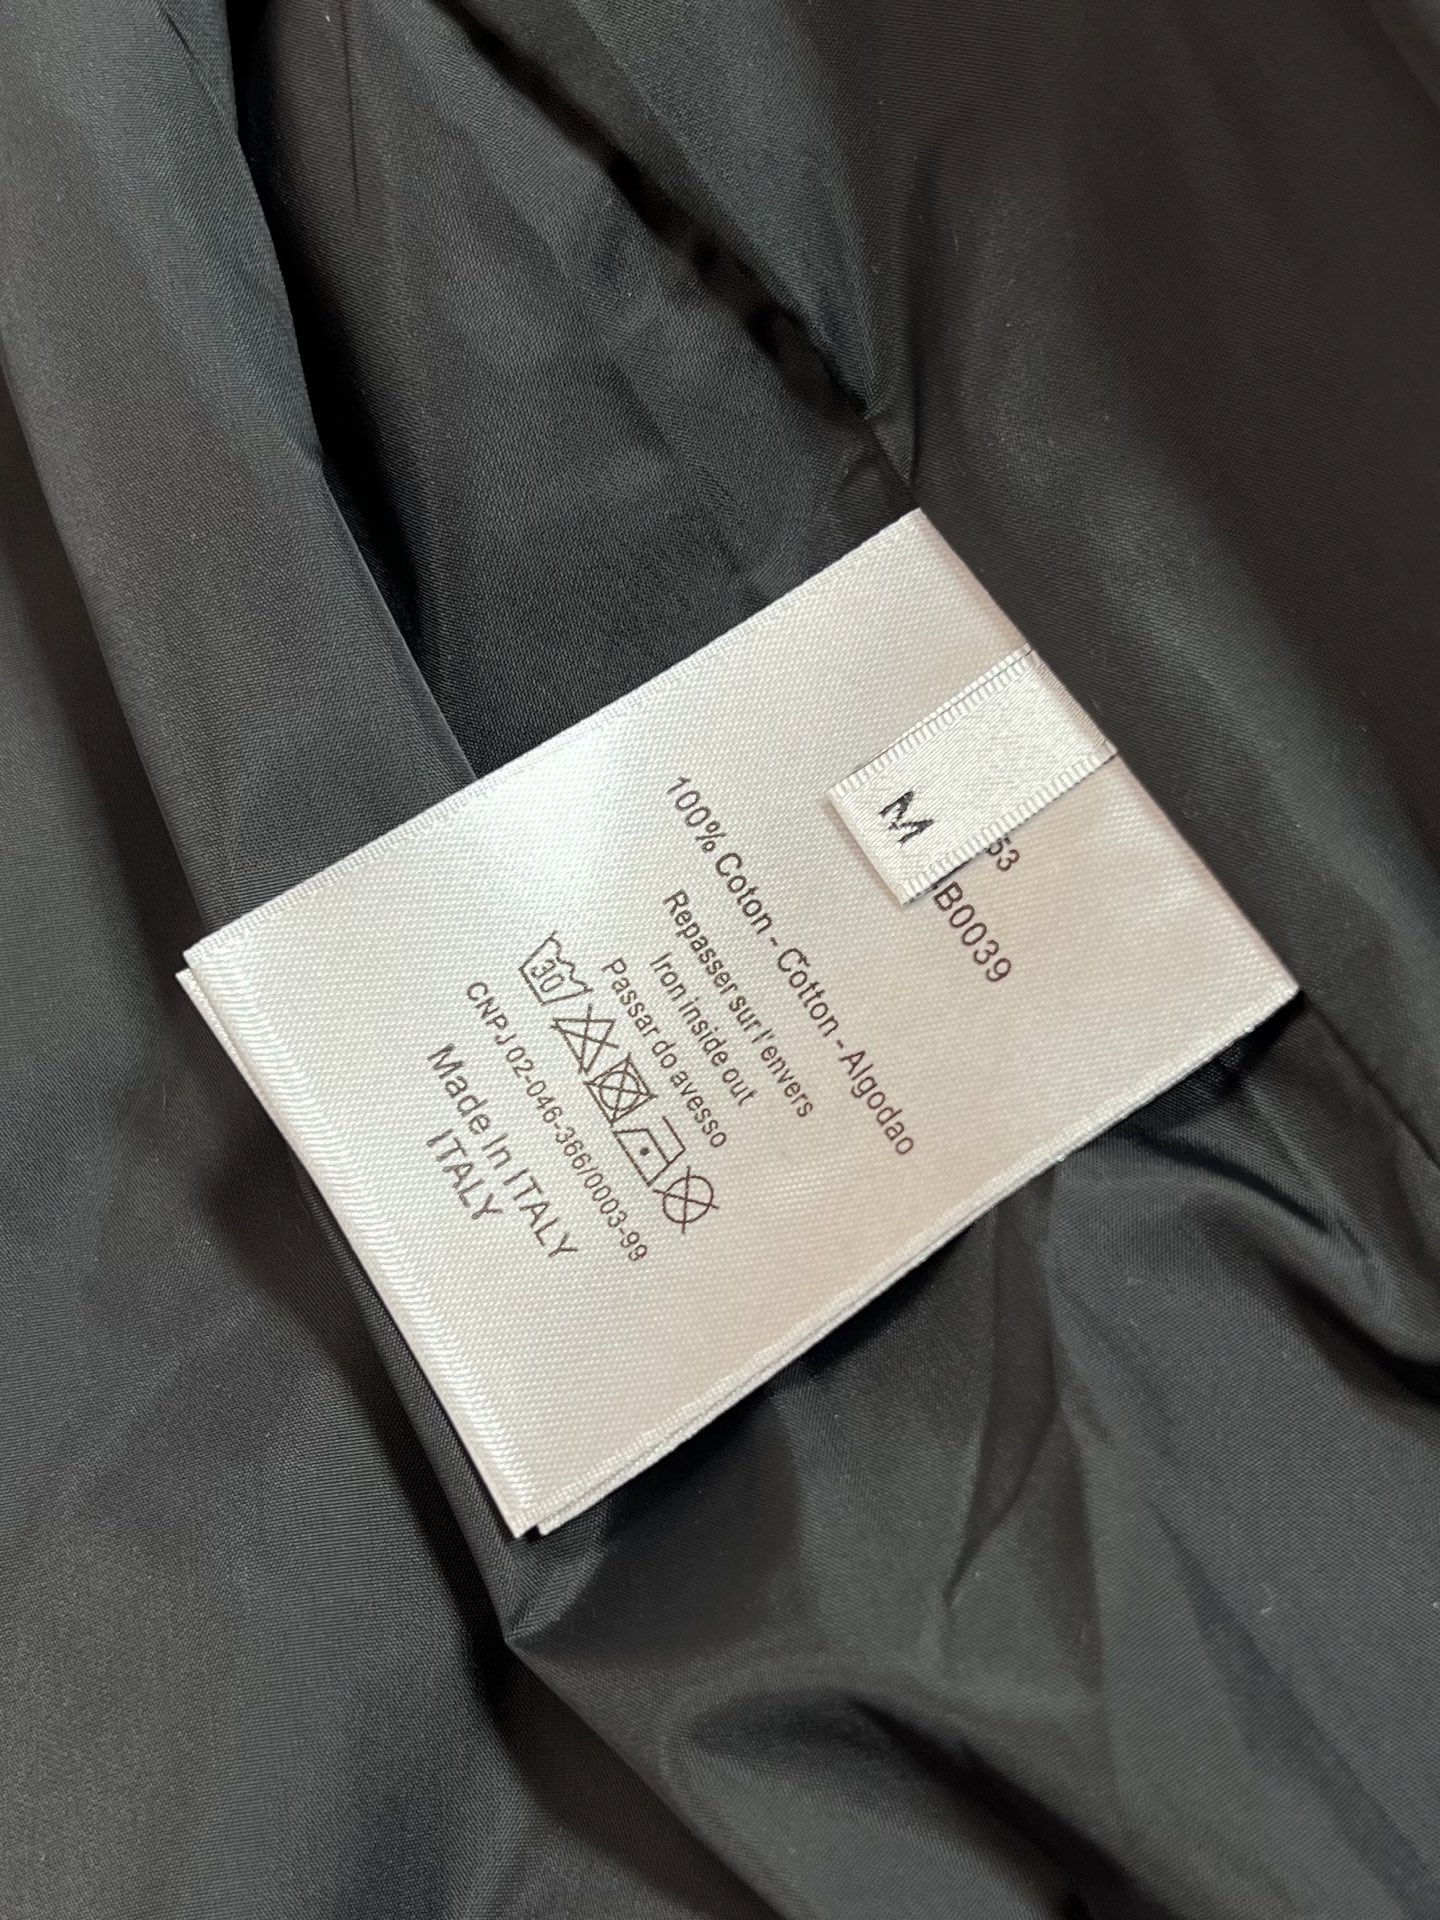 M
53
B0039
100% Coton - Cotton - Algodao
Repasser sur l'envers
Iron inside out
Passar do avesso
30
CNPJ 02-046-366/0003-99
Made In ITALY
ITALY